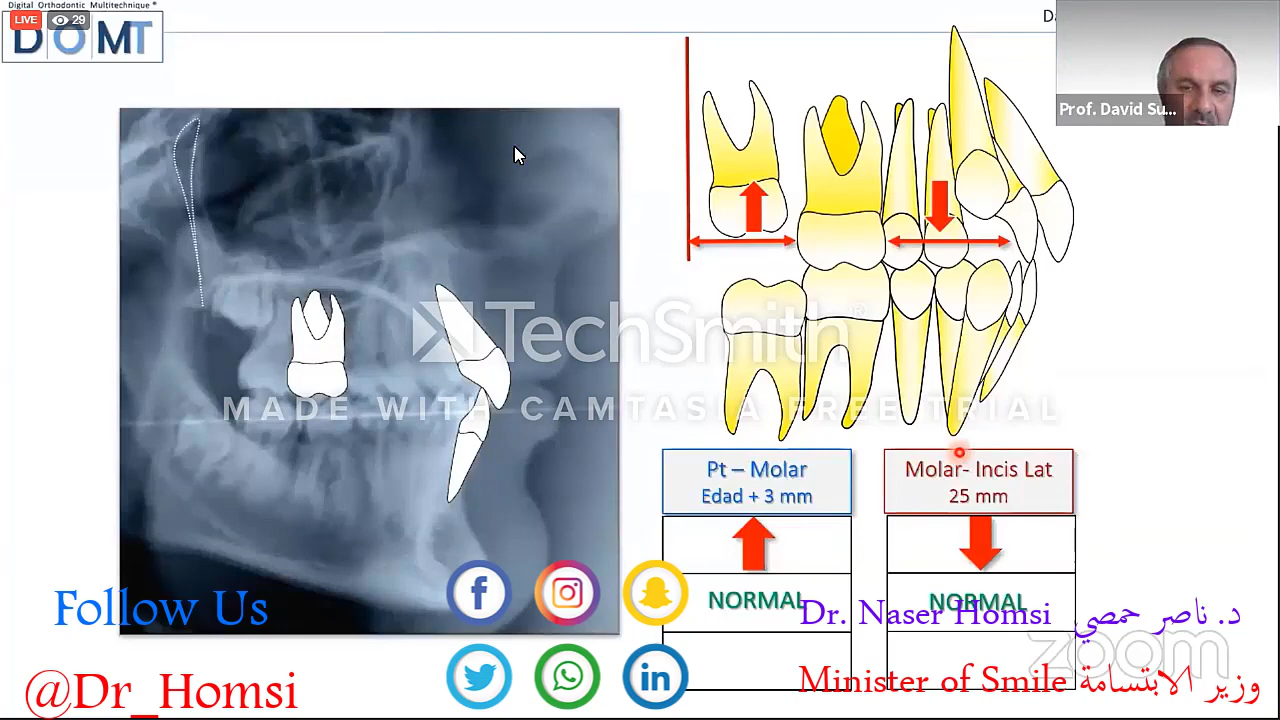 Digital Orthodontic Multitechnique ®
LIVE 29
DOMT
Prof. David Su...
TechSmith®
MADE WITH CAMTASIA FREE TRIAL
Pt – Molar
Edad + 3 mm
Molar- Incis Lat
25 mm
NORMAL
NORMAL
Follow Us
@Dr_Homsi
Dr. Naser Homsi د. ناصر حمصي
zoom
Minister of Smile وزير الابتسامة